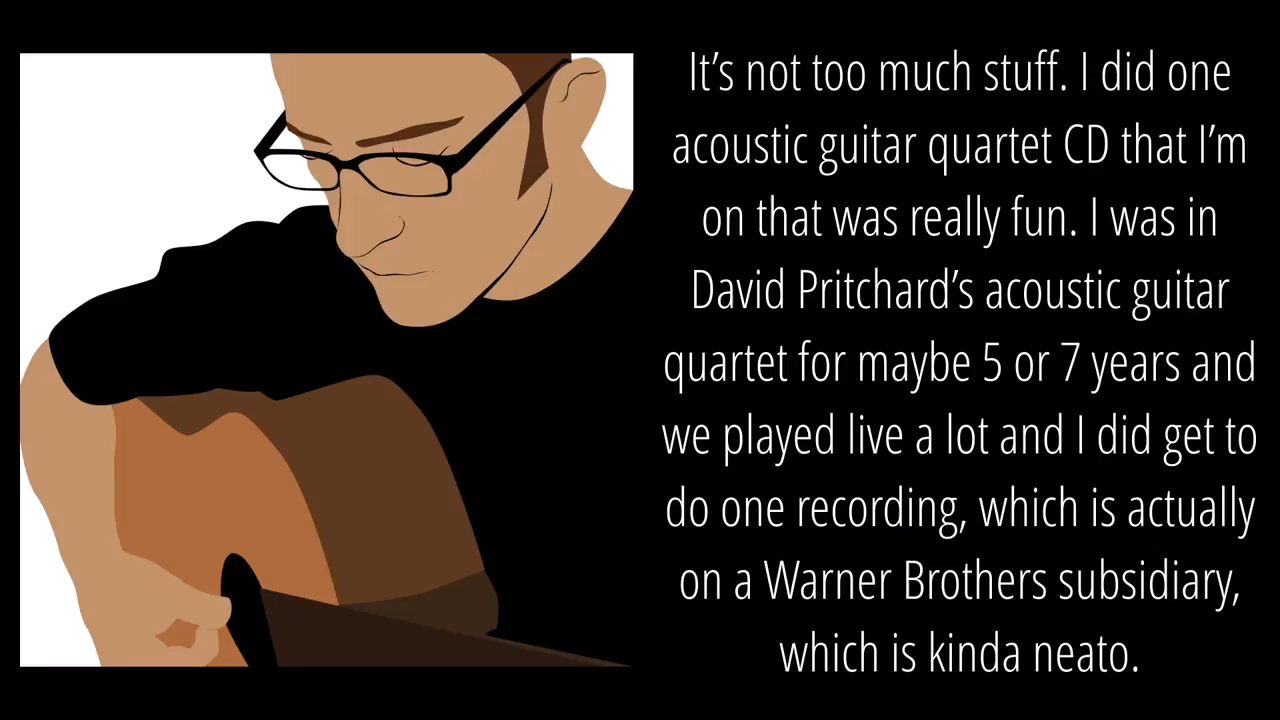 It’s not too much stuff. I did one
acoustic guitar quartet CD that I’m
on that was really fun. I was in
David Pritchard’s acoustic guitar
quartet for maybe 5 or 7 years and
we played live a lot and I did get to
do one recording, which is actually
on a Warner Brothers subsidiary,
which is kinda neato.